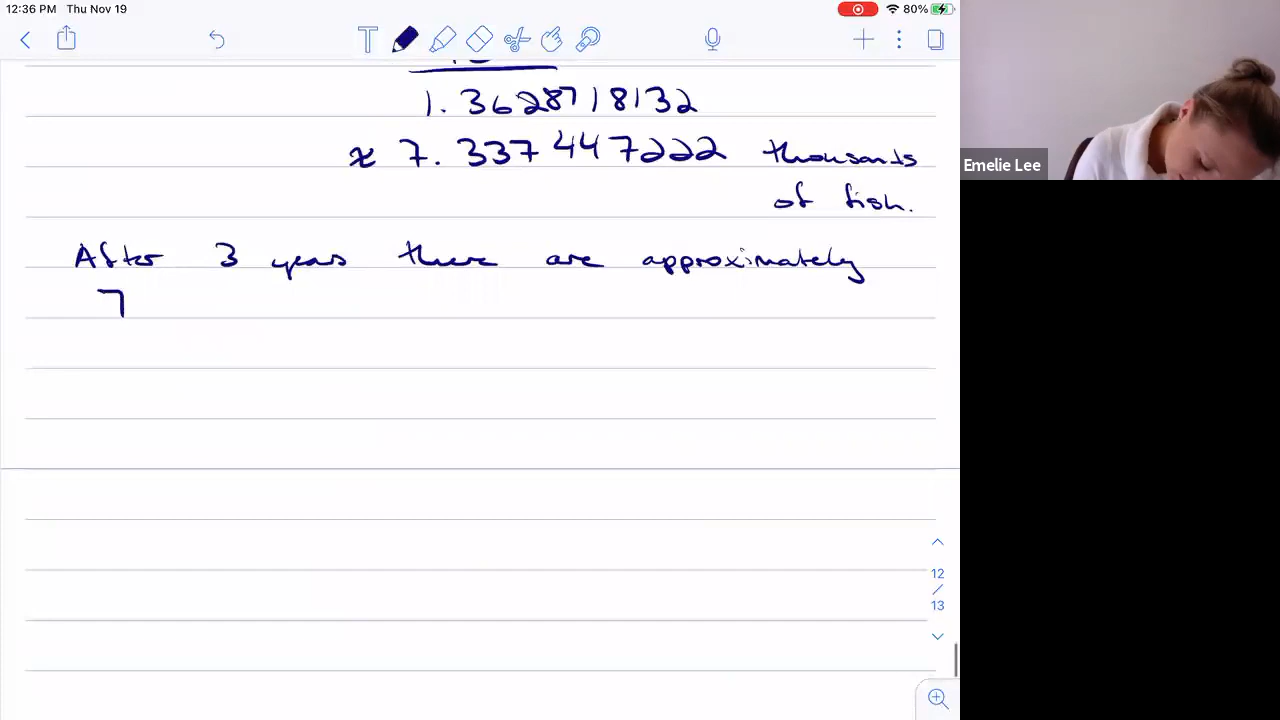 12:36 PM Thu Nov 19
80%
1.3628718132
≈ 7.337447222 thousands
of fish.
After 3 years there are approximately
7
Emelie Lee
12
/
13